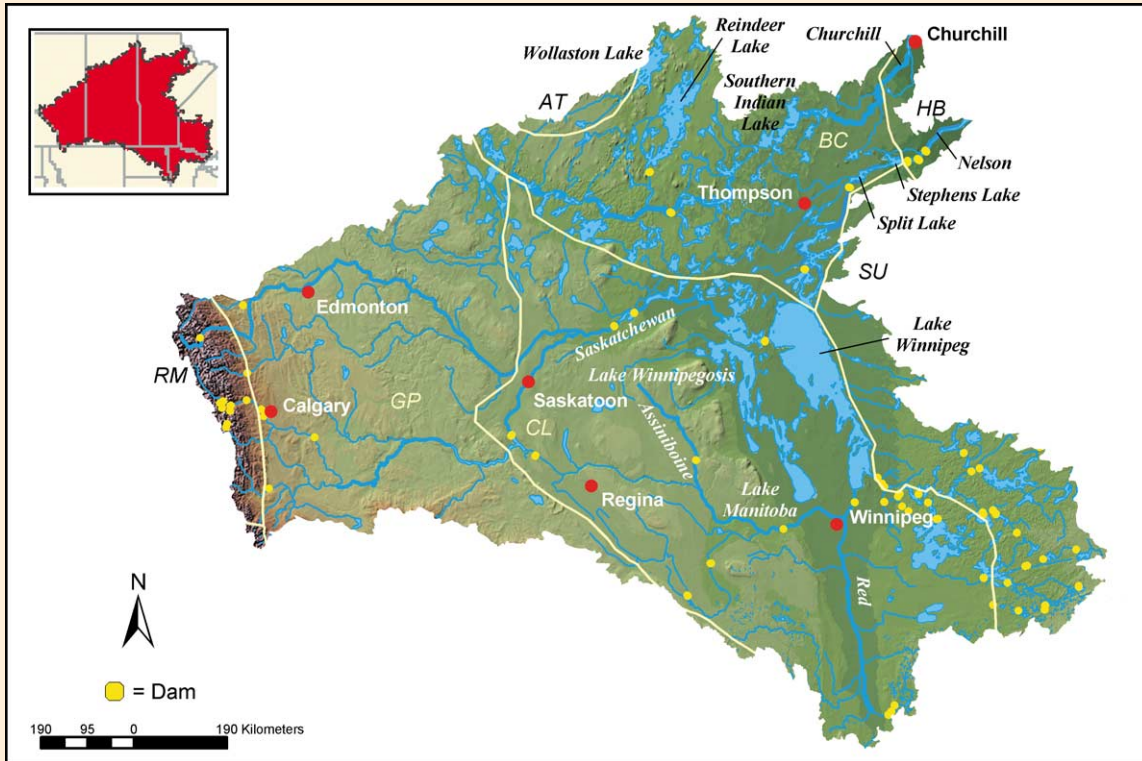 Reindeer
Lake
Churchill
Churchill
Wollaston Lake
Southern
Indian
Lake
AT
HB
BC
Nelson
Thompson
Stephens Lake
Split Lake
SU
Edmonton
Saskatchewan
Lake
Winnipeg
RM
Lake Winnipegosis
Calgary
GP
Saskatoon
CL
Assiniboine
Regina
Lake
Manitoba
Winnipeg
Red
N
= Dam
190 95 0 190 Kilometers